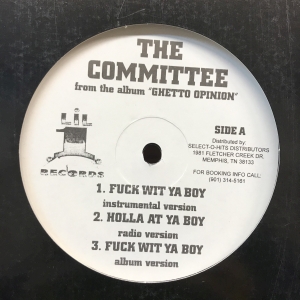 THE
COMMITTEE
from the album "GHETTO OPINION"
SIDE A
Distributed by:
SELECT-O-HITS DISTRIBUTORS
1981 FLETCHER CREEK DR.
MEMPHIS, TN 38133
FOR BOOKING INFO CALL:
(901) 314-5161
LIL
RECORDS
1. FUCK WIT YA BOY
instrumental version
2. HOLLA AT YA BOY
radio version
3. FUCK WIT YA BOY
album version